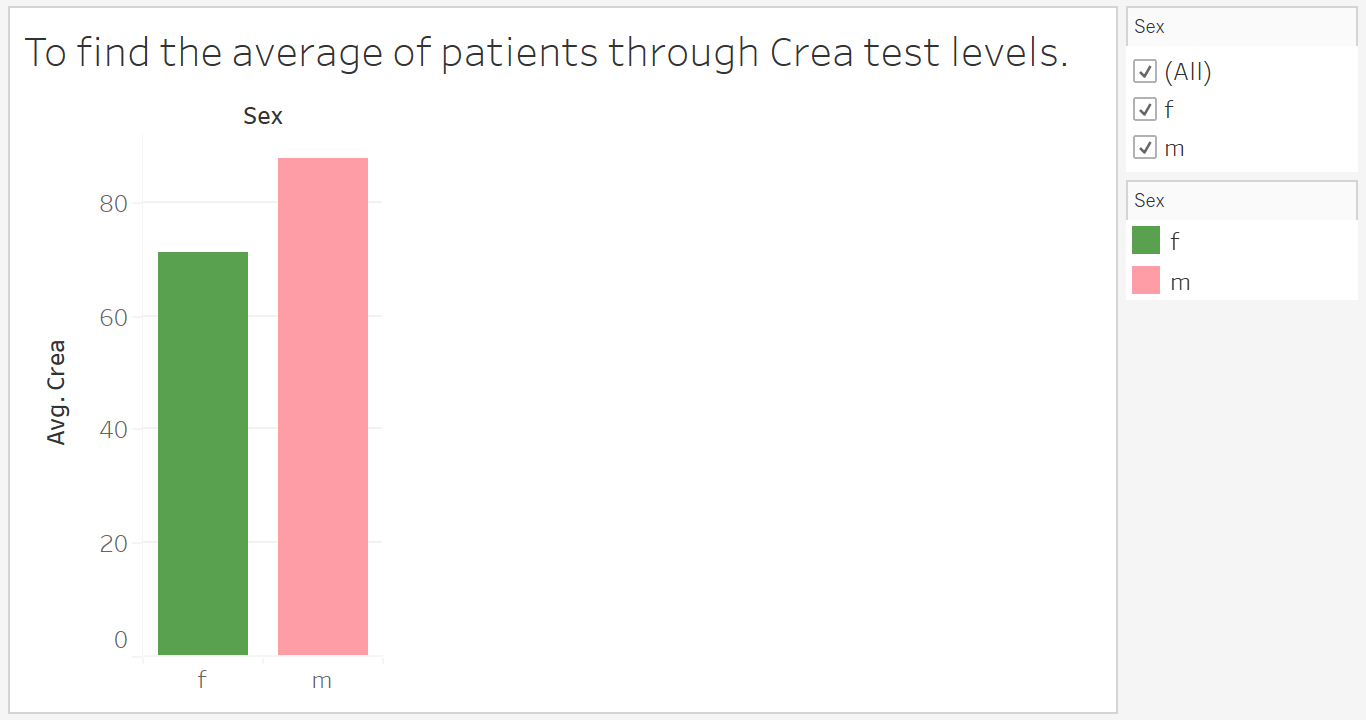 To find the average of patients through Crea test levels.
Sex
80
60
40
20
0
Avg. Crea
f
m
Sex
(All)
f
m
Sex
f
m